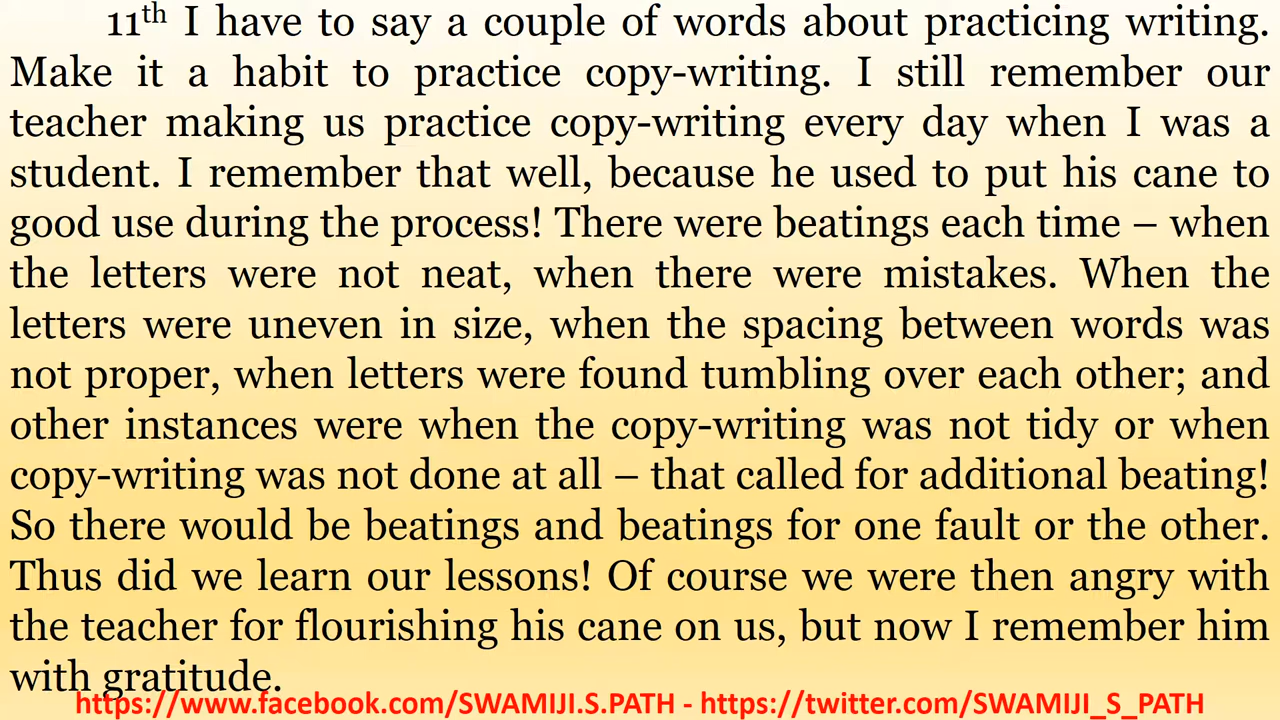 11th I have to say a couple of words about practicing writing.
Make it a habit to practice copy-writing. I still remember our
teacher making us practice copy-writing every day when I was a
student. I remember that well, because he used to put his cane to
good use during the process! There were beatings each time – when
the letters were not neat, when there were mistakes. When the
letters were uneven in size, when the spacing between words was
not proper, when letters were found tumbling over each other; and
other instances were when the copy-writing was not tidy or when
copy-writing was not done at all – that called for additional beating!
So there would be beatings and beatings for one fault or the other.
Thus did we learn our lessons! Of course we were then angry with
the teacher for flourishing his cane on us, but now I remember him
with gratitude.
https://www.facebook.com/SWAMIJI.S.PATH - https://twitter.com/SWAMIJI_S_PATH